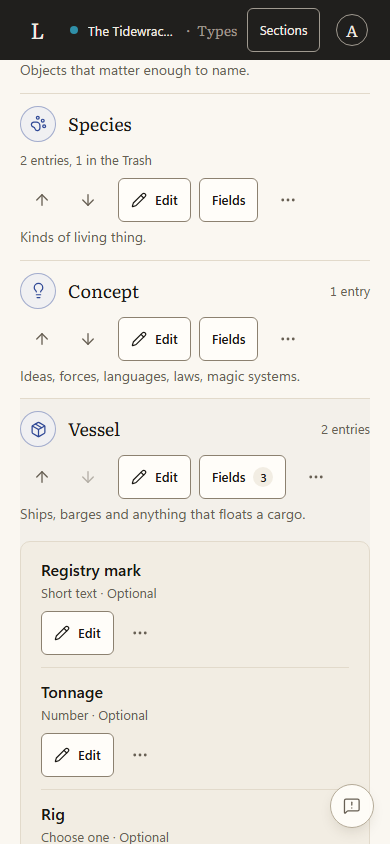 L The Tidewrac... · Types Sections A
Objects that matter enough to name.
Species
2 entries, 1 in the Trash
Edit Fields
Kinds of living thing.
Concept 1 entry
Edit Fields
Ideas, forces, languages, laws, magic systems.
Vessel 2 entries
Edit Fields 3
Ships, barges and anything that floats a cargo.
Registry mark
Short text · Optional
Edit
Tonnage
Number · Optional
Edit
Rig
Choose one · Optional